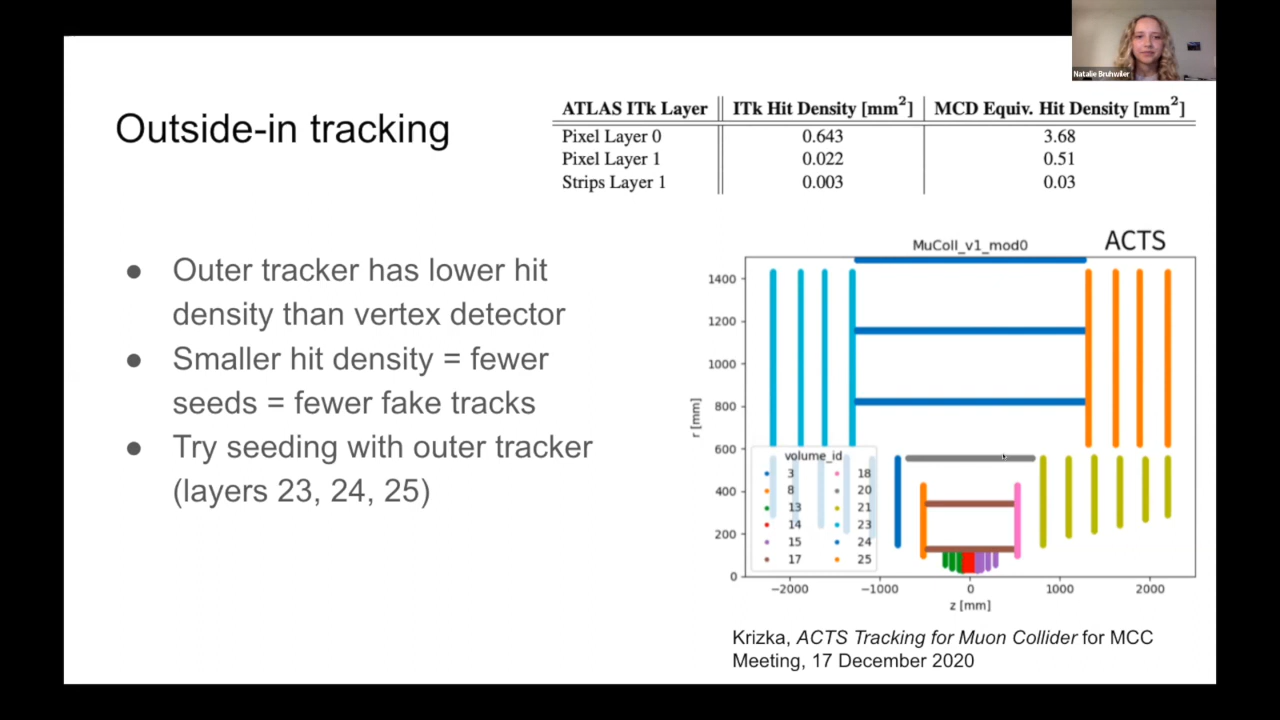 Natalie Bruhwiler
Outside-in tracking
ATLAS ITk Layer ITk Hit Density [mm²] MCD Equiv. Hit Density [mm²]
Pixel Layer 0 0.643 3.68
Pixel Layer 1 0.022 0.51
Strips Layer 1 0.003 0.03
● Outer tracker has lower hit
density than vertex detector
● Smaller hit density = fewer
seeds = fewer fake tracks
● Try seeding with outer tracker
(layers 23, 24, 25)
ACTS
MuColl_v1_mod0
r [mm]
1400
1200
1000
800
600
400
200
0
volume_id
3 18
8 20
13 21
14 23
15 24
17 25
−2000 −1000 0 1000 2000
z [mm]
Krizka, ACTS Tracking for Muon Collider for MCC
Meeting, 17 December 2020